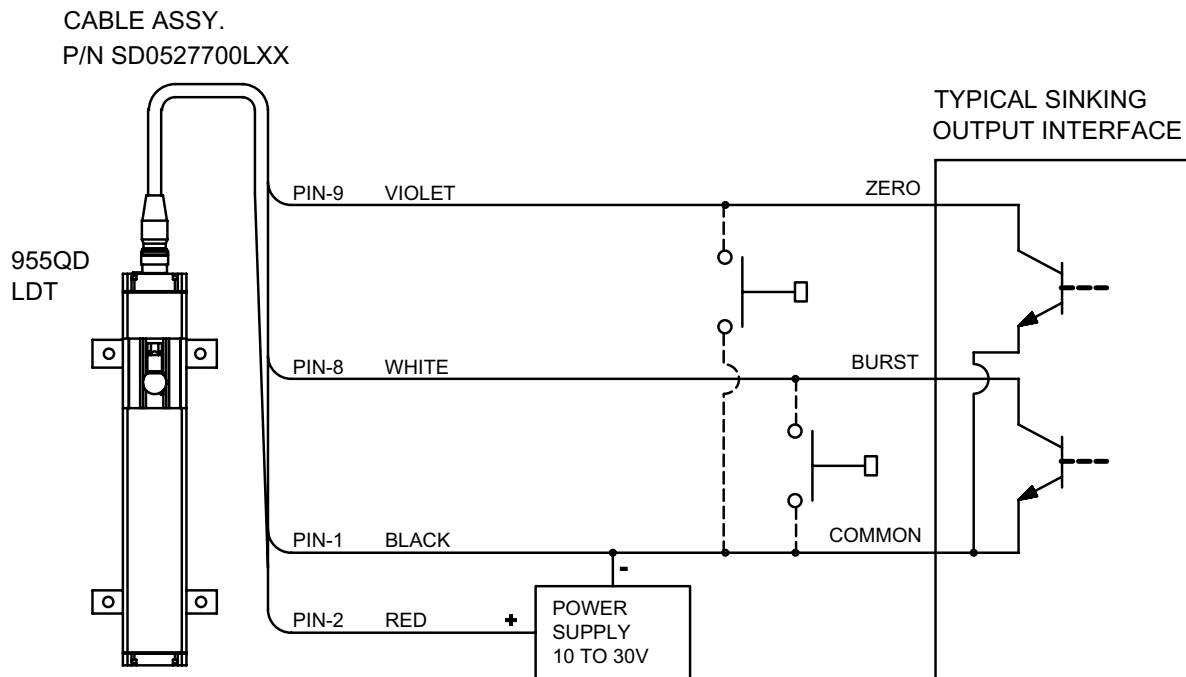 CABLE ASSY.
P/N SD0527700LXX
TYPICAL SINKING
OUTPUT INTERFACE
PIN-9 VIOLET ZERO
955QD
LDT
PIN-8 WHITE BURST
PIN-1 BLACK COMMON
-
PIN-2 RED +
POWER
SUPPLY
10 TO 30V